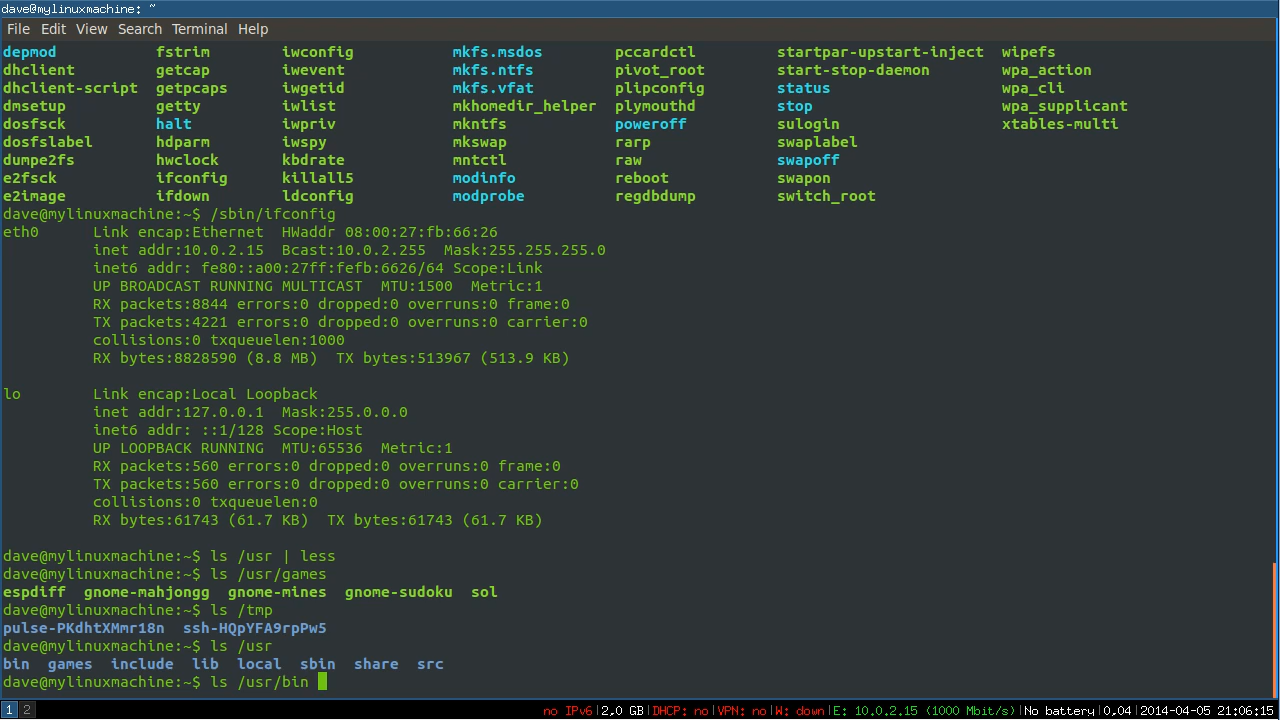 dave@mylinuxmachine: ~
File Edit View Search Terminal Help
depmod fstrim iwconfig mkfs.msdos pccardctl startpar-upstart-inject wipefs
dhclient getcap iwevent mkfs.ntfs pivot_root start-stop-daemon wpa_action
dhclient-script getpcaps iwgetid mkfs.vfat plipconfig status wpa_cli
dmsetup getty iwlist mkhomedir_helper plymouthd stop wpa_supplicant
dosfsck halt iwpriv mkntfs poweroff sulogin xtables-multi
dosfslabel hdparm iwspy mkswap rarp swaplabel
dumpe2fs hwclock kbdrate mntctl raw swapoff
e2fsck ifconfig killall5 modinfo reboot swapon
e2image ifdown ldconfig modprobe regdbdump switch_root
dave@mylinuxmachine:~$ /sbin/ifconfig
eth0 Link encap:Ethernet HWaddr 08:00:27:fb:66:26
inet addr:10.0.2.15 Bcast:10.0.2.255 Mask:255.255.255.0
inet6 addr: fe80::a00:27ff:fefb:6626/64 Scope:Link
UP BROADCAST RUNNING MULTICAST MTU:1500 Metric:1
RX packets:8844 errors:0 dropped:0 overruns:0 frame:0
TX packets:4221 errors:0 dropped:0 overruns:0 carrier:0
collisions:0 txqueuelen:1000
RX bytes:8828590 (8.8 MB) TX bytes:513967 (513.9 KB)
lo Link encap:Local Loopback
inet addr:127.0.0.1 Mask:255.0.0.0
inet6 addr: ::1/128 Scope:Host
UP LOOPBACK RUNNING MTU:65536 Metric:1
RX packets:560 errors:0 dropped:0 overruns:0 frame:0
TX packets:560 errors:0 dropped:0 overruns:0 carrier:0
collisions:0 txqueuelen:0
RX bytes:61743 (61.7 KB) TX bytes:61743 (61.7 KB)
dave@mylinuxmachine:~$ ls /usr | less
dave@mylinuxmachine:~$ ls /usr/games
espdiff gnome-mahjongg gnome-mines gnome-sudoku sol
dave@mylinuxmachine:~$ ls /tmp
pulse-PKdhtXMmr18n ssh-HQpYFA9rpPw5
dave@mylinuxmachine:~$ ls /usr
bin games include lib local sbin share src
dave@mylinuxmachine:~$ ls /usr/bin
1 2 no IPv6|2,0 GB|DHCP: no|VPN: no|W: down|E: 10.0.2.15 (1000 Mbit/s)|No battery|0,04|2014-04-05 21:06:15